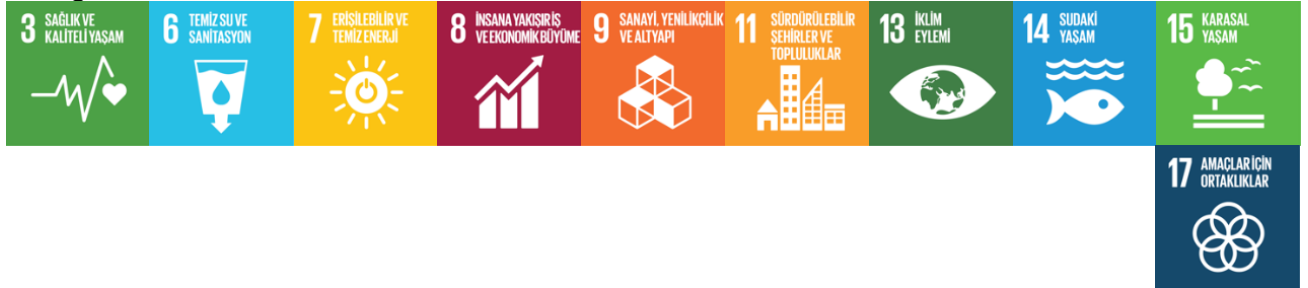 3 SAĞLIK VE
KALİTELİ YAŞAM
6 TEMİZ SU VE
SANİTASYON
7 ERİŞİLEBİLİR VE
TEMİZ ENERJİ
8 İNSANA YAKIŞIR İŞ
VE EKONOMİK BÜYÜME
9 SANAYİ, YENİLİKÇİLİK
VE ALTYAPI
11 SÜRDÜRÜLEBİLİR
ŞEHİRLER VE
TOPLULUKLAR
13 İKLİM
EYLEMİ
14 SUDAKİ
YAŞAM
15 KARASAL
YAŞAM
17 AMAÇLAR İÇİN
ORTAKLIKLAR